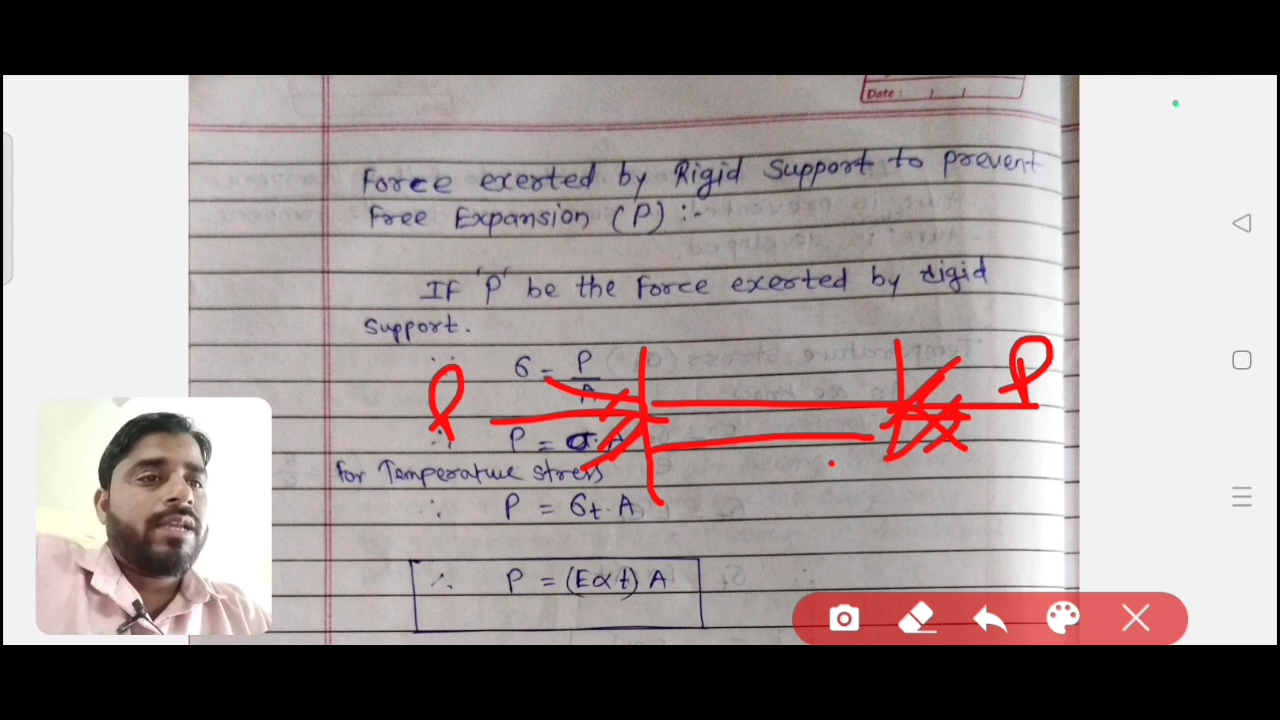 Date : / /
Force exerted by Rigid Support to prevent
Free Expansion (P) :-
If 'P' be the Force exerted by rigid
Support.
∵ σ = P/A
∴ P = σ. A
For Temperature stress
∴ P = σt. A
∴ P = (E∝t) A
P
P